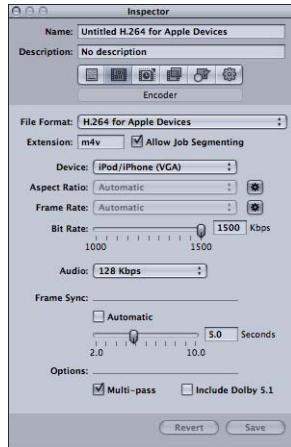 Inspector
Name: Untitled H.264 for Apple Devices
Description: No description
Encoder
File Format: H.264 for Apple Devices
Extension: m4v Allow Job Segmenting
Device: iPod/iPhone (VGA)
Aspect Ratio: Automatic
Frame Rate: Automatic
Bit Rate: 1500 Kbps
1000 1500
Audio: 128 Kbps
Frame Sync:
Automatic
5.0 Seconds
2.0 10.0
Options:
Multi-pass Include Dolby 5.1
Revert Save